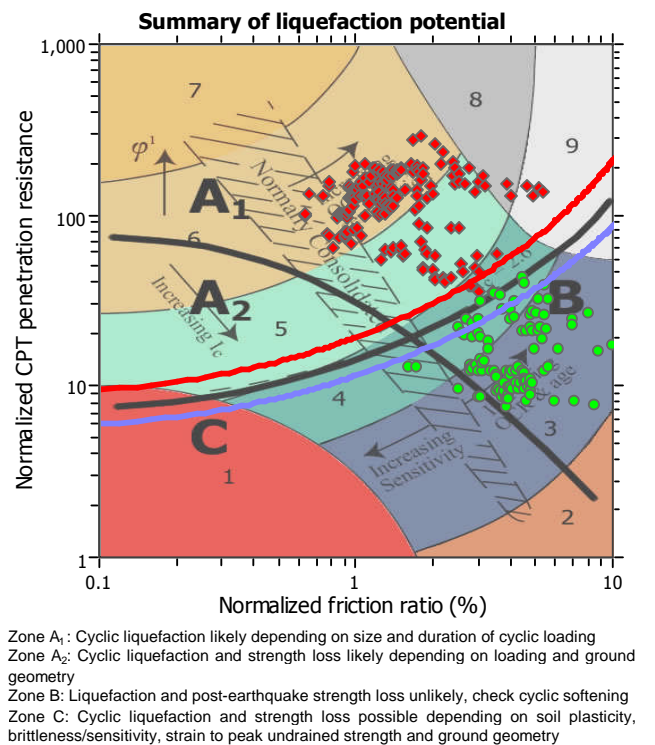 Summary of liquefaction potential
1,000
7
8
9
φ¹
Normally Consolidated
A₁
100
6
A₂
B
Increasing Ic
5
2.6
10
4
OCR & age
3
C
Increasing
Sensitivity
1
2
1
0.1
1
10
Normalized CPT penetration resistance
Normalized friction ratio (%)
Zone A₁: Cyclic liquefaction likely depending on size and duration of cyclic loading
Zone A₂: Cyclic liquefaction and strength loss likely depending on loading and ground
geometry
Zone B: Liquefaction and post-earthquake strength loss unlikely, check cyclic softening
Zone C: Cyclic liquefaction and strength loss possible depending on soil plasticity,
brittleness/sensitivity, strain to peak undrained strength and ground geometry